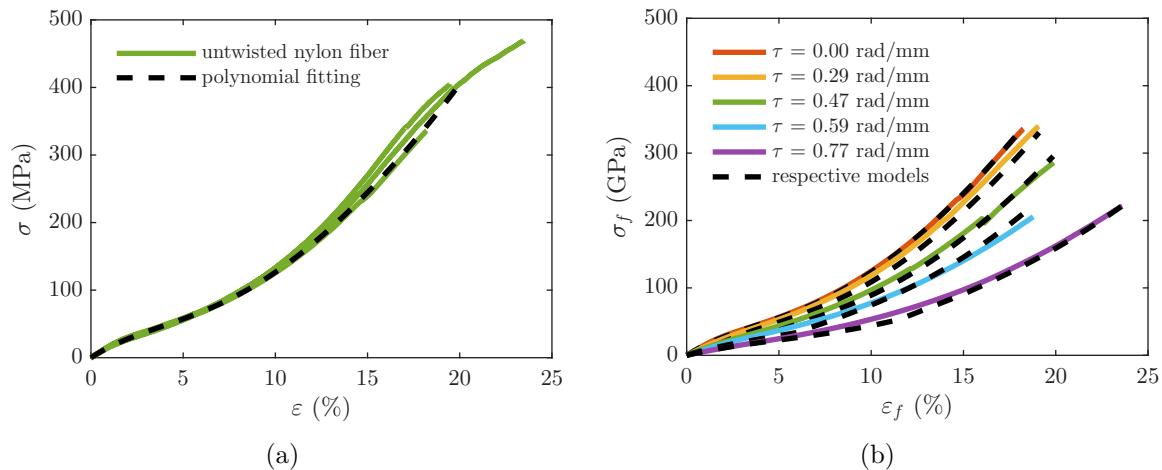 500
400
300
200
100
0
σ (MPa)
untwisted nylon fiber
polynomial fitting
0 5 10 15 20 25
ε (%)
(a)
500
400
300
200
100
0
σ_f (GPa)
τ = 0.00 rad/mm
τ = 0.29 rad/mm
τ = 0.47 rad/mm
τ = 0.59 rad/mm
τ = 0.77 rad/mm
respective models
0 5 10 15 20 25
ε_f (%)
(b)